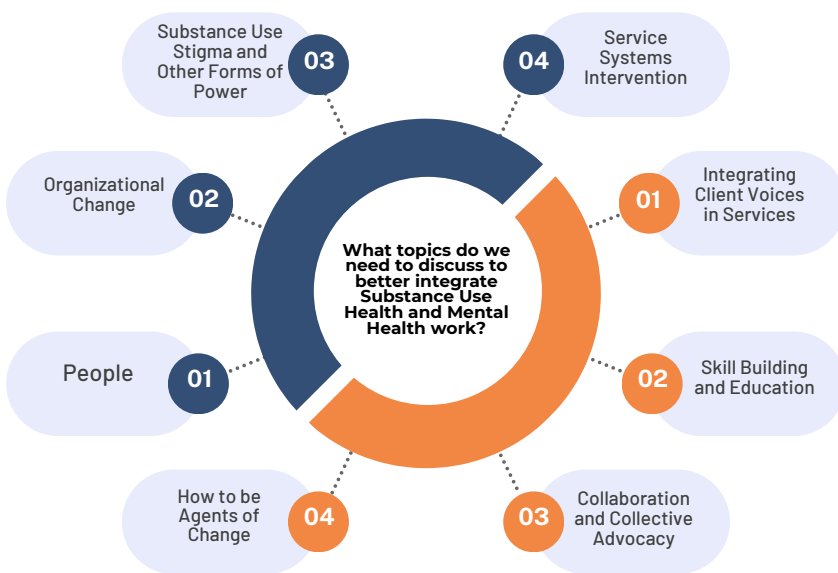 Substance Use
Stigma and
Other Forms of
Power
03
04
Service
Systems
Intervention
Organizational
Change
02
01
Integrating
Client Voices
in Services
What topics do we
need to discuss to
better integrate
Substance Use
Health and Mental
Health work?
People
01
02
Skill Building
and Education
How to be
Agents of
Change
04
03
Collaboration
and Collective
Advocacy